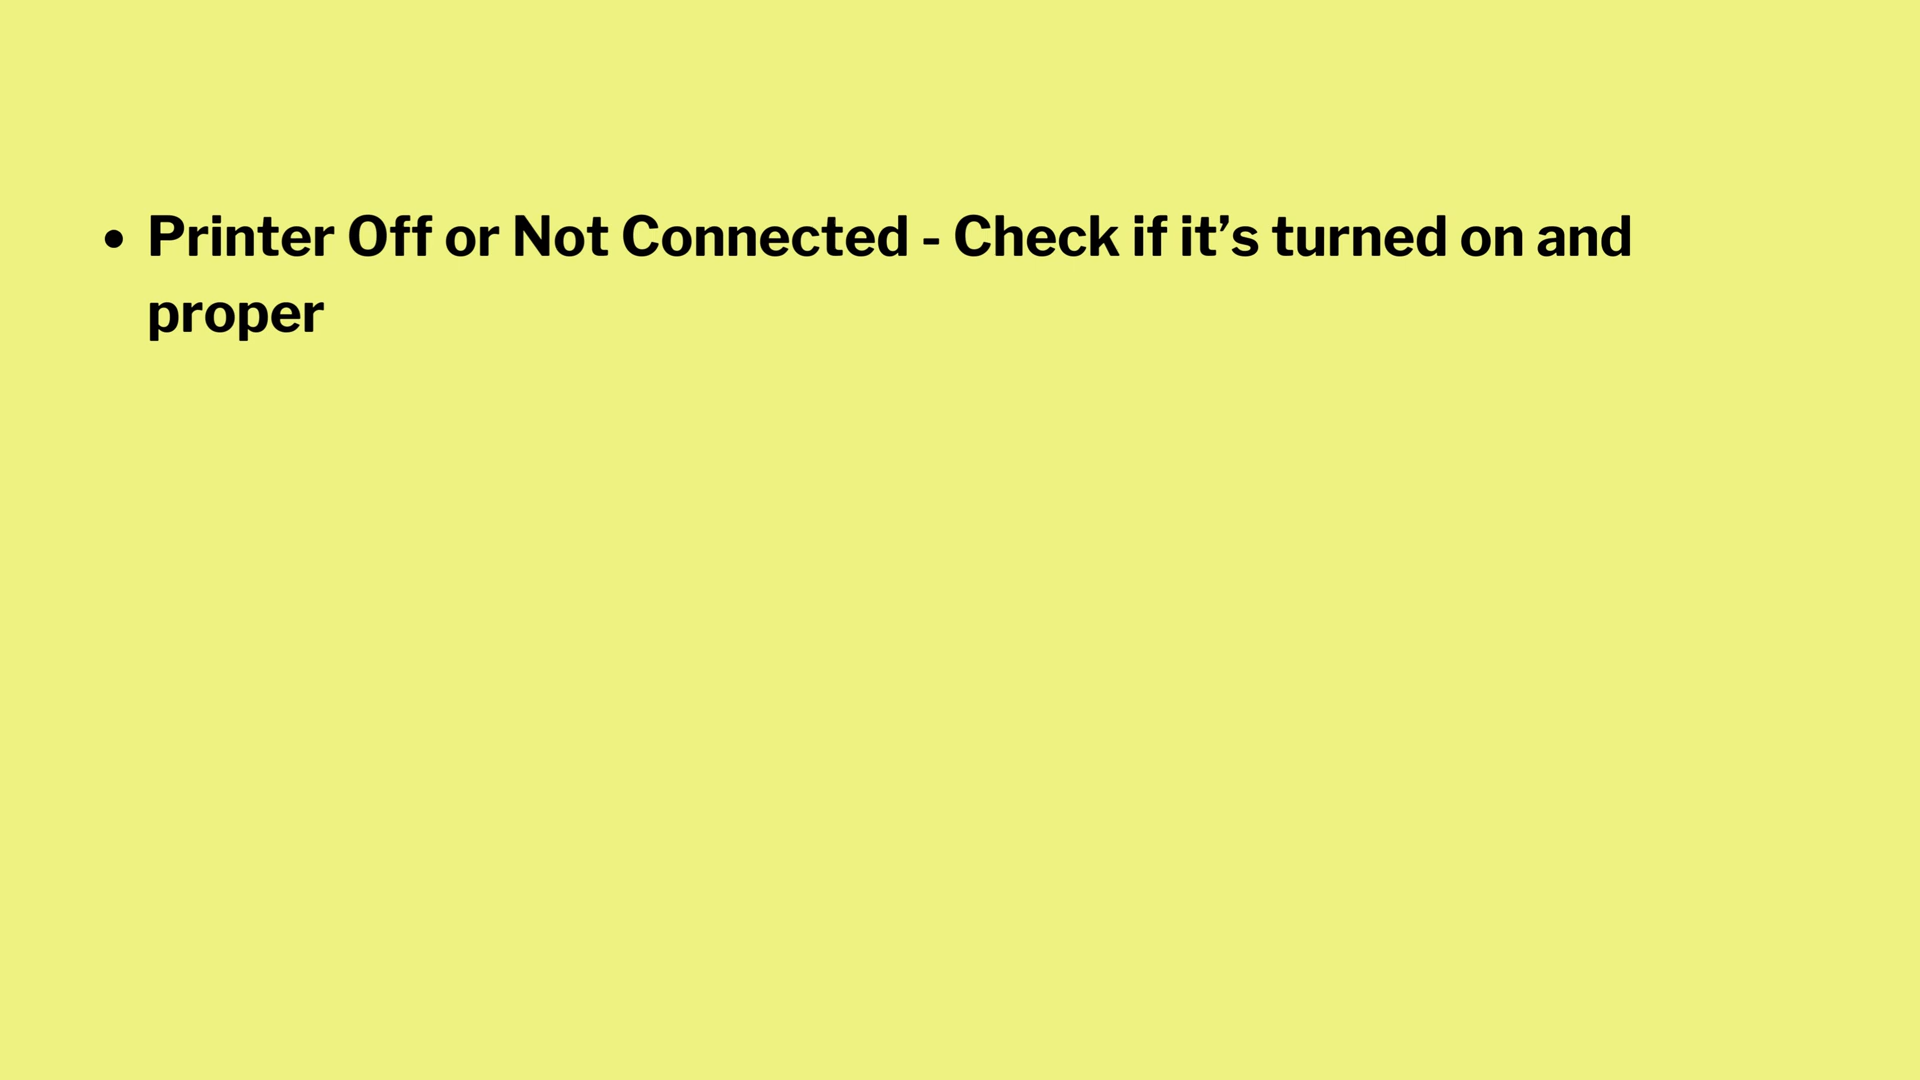 • Printer Off or Not Connected - Check if it’s turned on and
proper